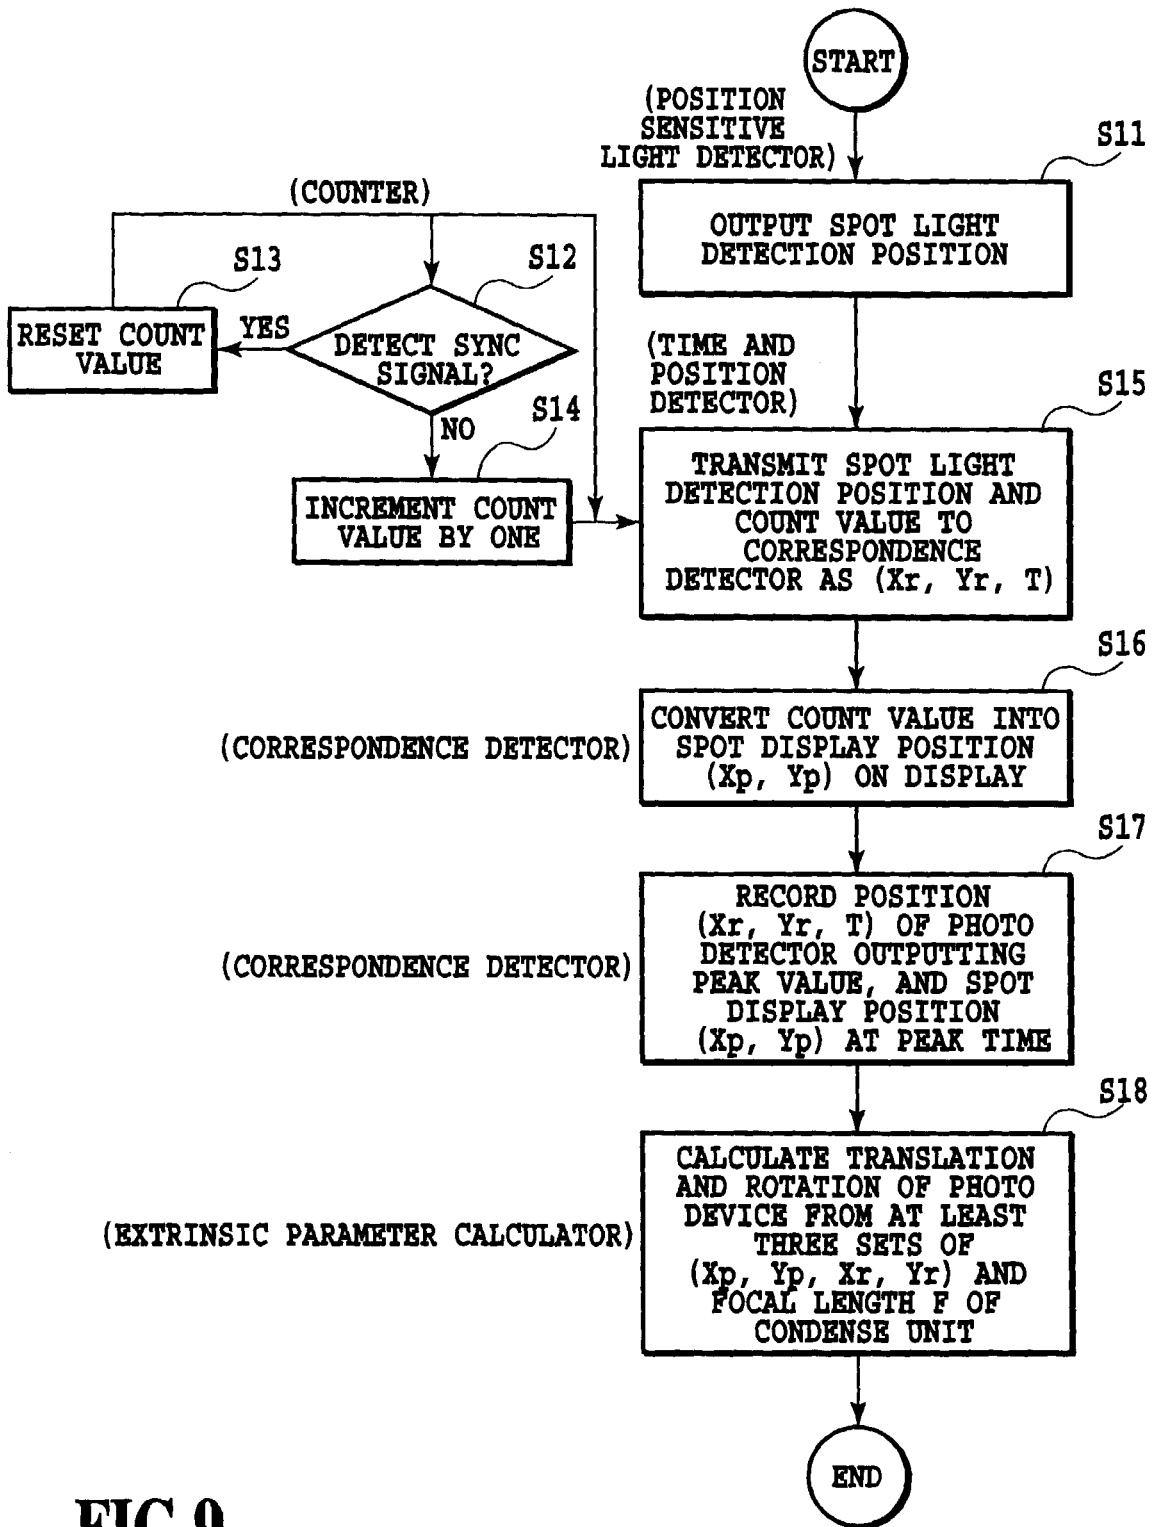 START
(POSITION
SENSITIVE
LIGHT DETECTOR)
S11
OUTPUT SPOT LIGHT
DETECTION POSITION
(COUNTER)
S13
S12
RESET COUNT
VALUE
YES
DETECT SYNC
SIGNAL?
NO
S14
INCREMENT COUNT
VALUE BY ONE
(TIME AND
POSITION
DETECTOR)
S15
TRANSMIT SPOT LIGHT
DETECTION POSITION AND
COUNT VALUE TO
CORRESPONDENCE
DETECTOR AS (Xr, Yr, T)
S16
(CORRESPONDENCE DETECTOR)
CONVERT COUNT VALUE INTO
SPOT DISPLAY POSITION
(Xp, Yp) ON DISPLAY
S17
(CORRESPONDENCE DETECTOR)
RECORD POSITION
(Xr, Yr, T) OF PHOTO
DETECTOR OUTPUTTING
PEAK VALUE, AND SPOT
DISPLAY POSITION
(Xp, Yp) AT PEAK TIME
S18
(EXTRINSIC PARAMETER CALCULATOR)
CALCULATE TRANSLATION
AND ROTATION OF PHOTO
DEVICE FROM AT LEAST
THREE SETS OF
(Xp, Yp, Xr, Yr) AND
FOCAL LENGTH F OF
CONDENSE UNIT
END
FIG.9